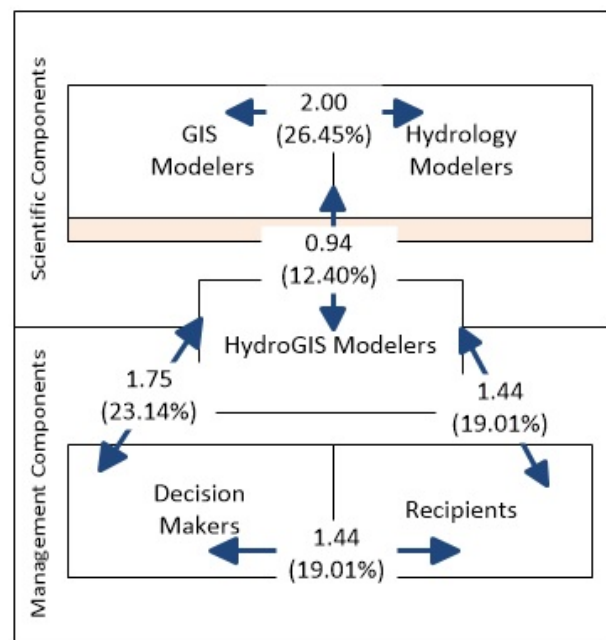 Scientific Components
2.00
(26.45%)
GIS
Modelers
Hydrology
Modelers
0.94
(12.40%)
HydroGIS Modelers
Management Components
1.75
(23.14%)
1.44
(19.01%)
Decision
Makers
Recipients
1.44
(19.01%)